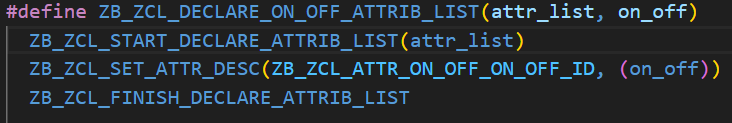 #define ZB_ZCL_DECLARE_ON_OFF_ATTRIB_LIST(attr_list, on_off)
ZB_ZCL_START_DECLARE_ATTRIB_LIST(attr_list)
ZB_ZCL_SET_ATTR_DESC(ZB_ZCL_ATTR_ON_OFF_ON_OFF_ID, (on_off))
ZB_ZCL_FINISH_DECLARE_ATTRIB_LIST